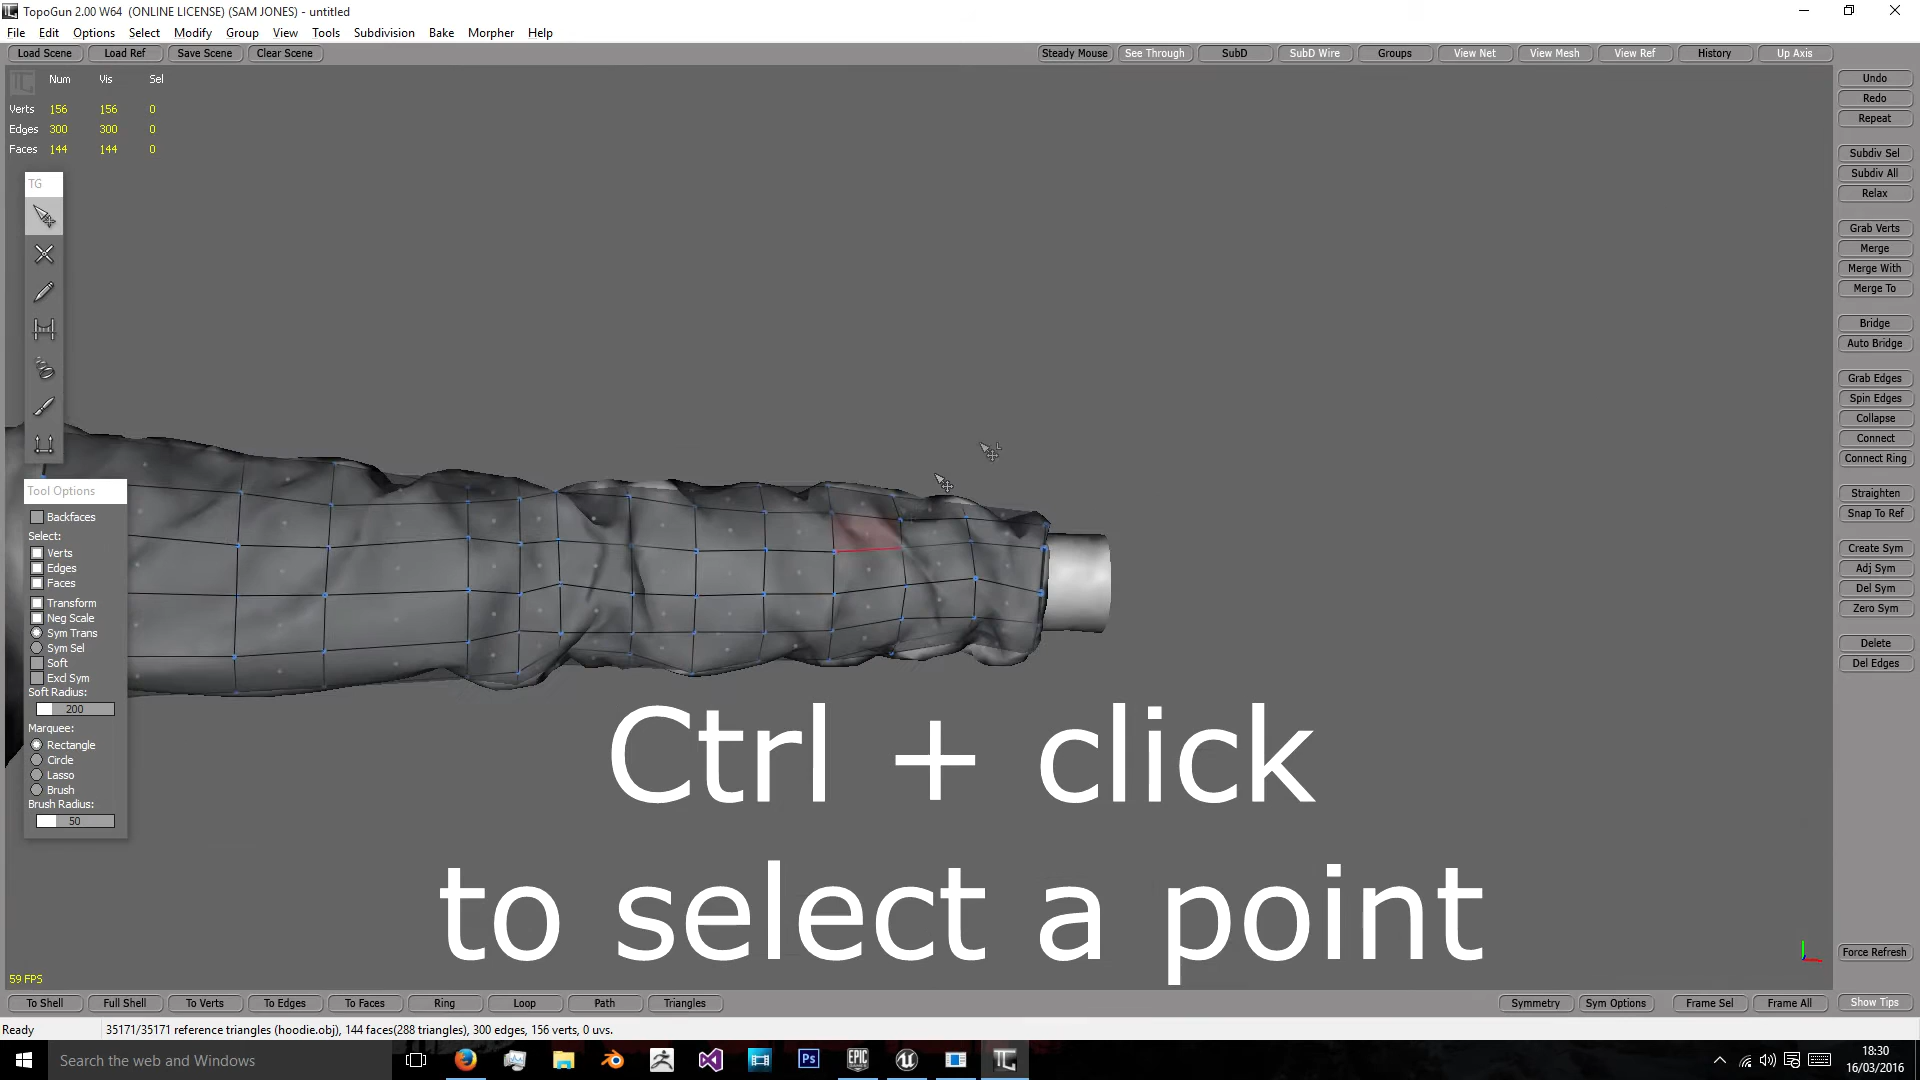 TopoGun 2.00 W64 (ONLINE LICENSE) (SAM JONES) - untitled
File Edit Options Select Modify Group View Tools Subdivision Bake Morpher Help
Load Scene Load Ref Save Scene Clear Scene Steady Mouse See Through SubD SubD Wire Groups View Net View Mesh View Ref History Up Axis
Num Vis Sel
Verts 156 156 0
Edges 300 300 0
Faces 144 144 0
TG
Tool Options
Backfaces
Select:
Verts
Edges
Faces
Transform
Neg Scale
Sym Trans
Sym Sel
Soft
Excl Sym
Soft Radius:
200
Marquee:
Rectangle
Circle
Lasso
Brush
Brush Radius:
50
Undo
Redo
Repeat
Subdiv Sel
Subdiv All
Relax
Grab Verts
Merge
Merge With
Merge To
Bridge
Auto Bridge
Grab Edges
Spin Edges
Collapse
Connect
Connect Ring
Straighten
Snap To Ref
Create Sym
Adj Sym
Del Sym
Zero Sym
Delete
Del Edges
Force Refresh
Show Tips
Ctrl + click
to select a point
59 FPS
To Shell Full Shell To Verts To Edges To Faces Ring Loop Path Triangles Symmetry Sym Options Frame Sel Frame All
Ready 35171/35171 reference triangles (hoodie.obj), 144 faces(288 triangles), 300 edges, 156 verts, 0 uvs.
Search the web and Windows
Ps
EPIC
GAMES
18:30
16/03/2016